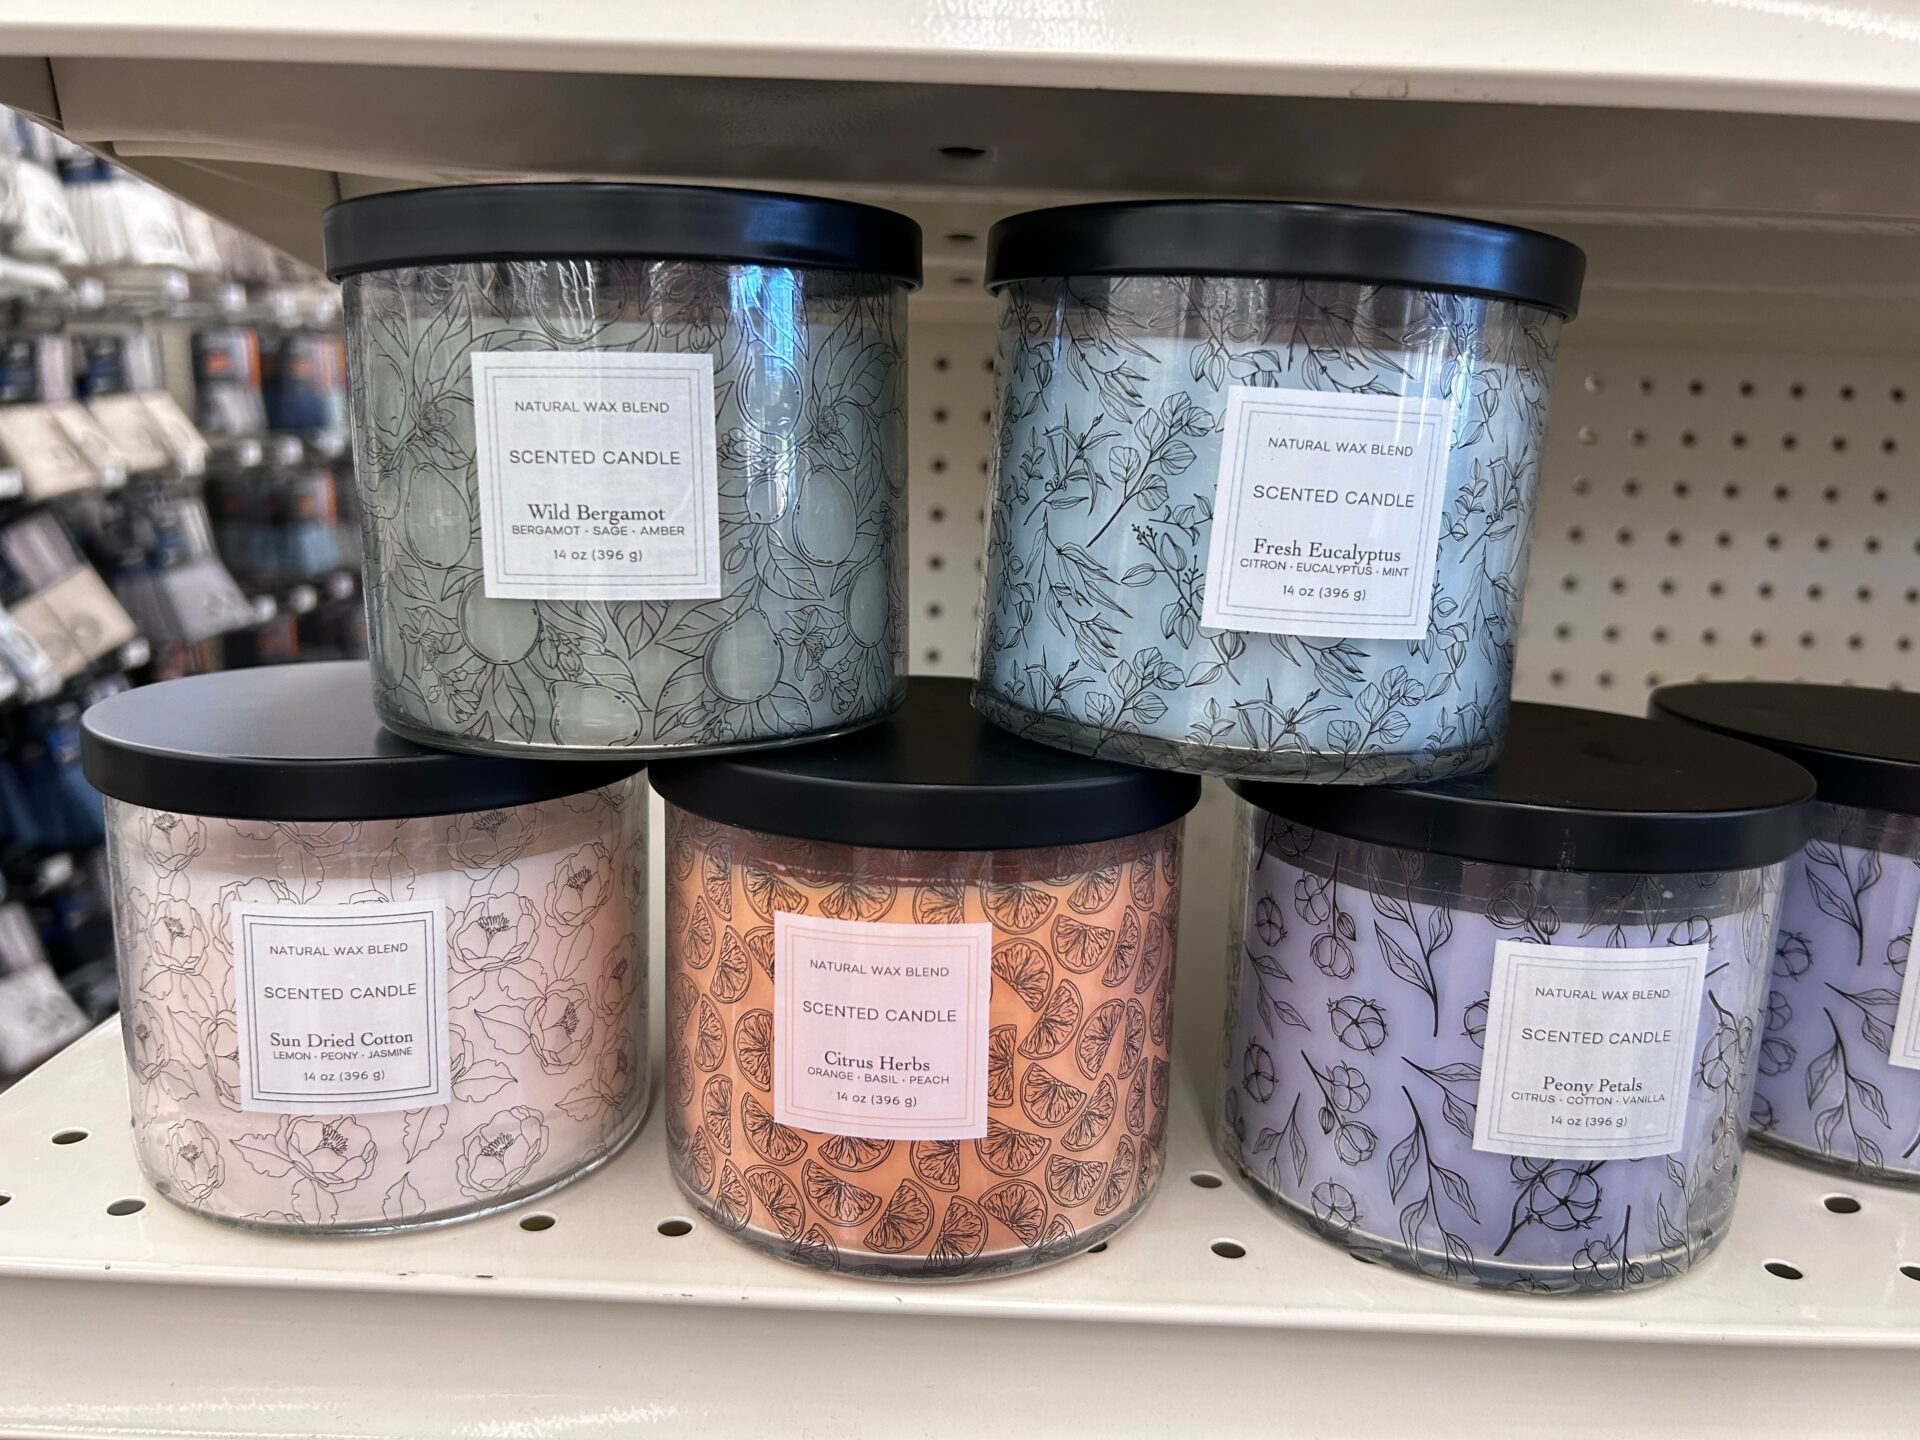 NATURAL WAX BLEND
SCENTED CANDLE
Wild Bergamot
BERGAMOT · SAGE · AMBER
14 oz (396 g)
NATURAL WAX BLEND
SCENTED CANDLE
Fresh Eucalyptus
CITRON · EUCALYPTUS · MINT
14 oz (396 g)
NATURAL WAX BLEND
SCENTED CANDLE
Sun Dried Cotton
LEMON · PEONY · JASMINE
14 oz (396 g)
NATURAL WAX BLEND
SCENTED CANDLE
Citrus Herbs
ORANGE · BASIL · PEACH
14 oz (396 g)
NATURAL WAX BLEND
SCENTED CANDLE
Peony Petals
CITRUS · COTTON · VANILLA
14 oz (396 g)